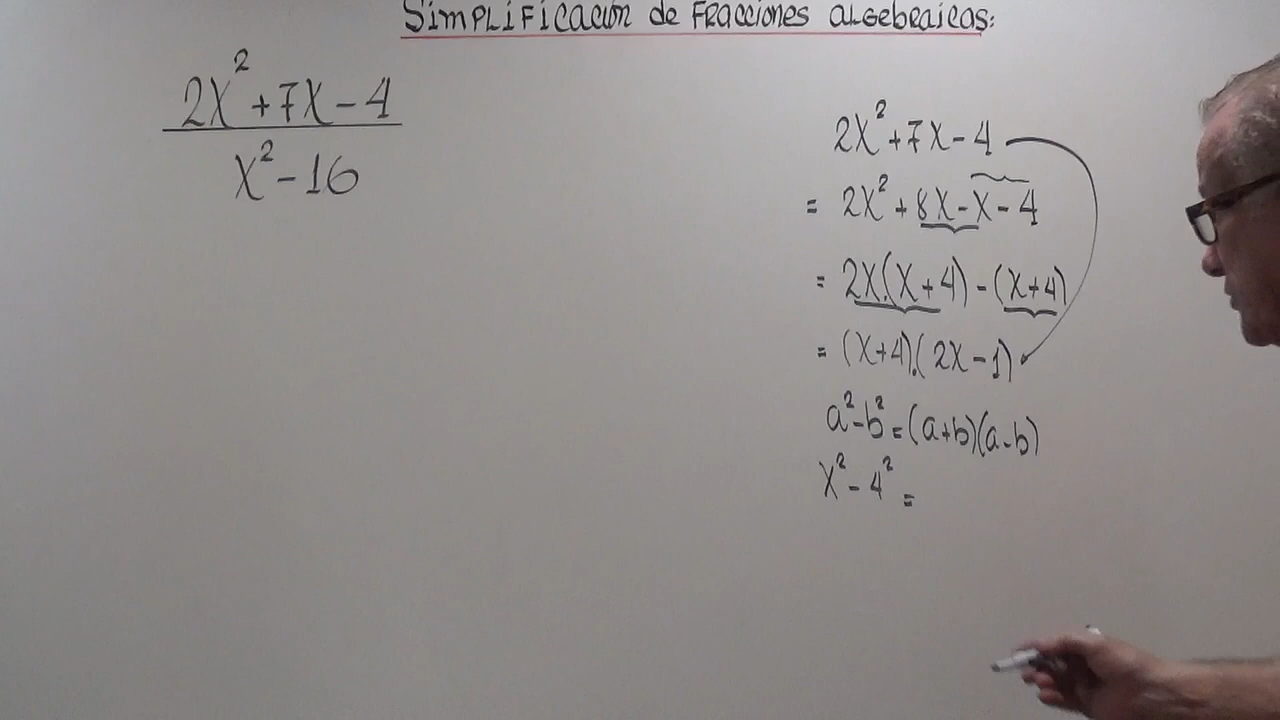 Simplificación de Fracciones algebraicas:
2x²+7x-4
x²-16
2x²+7x-4
= 2x²+8x-x-4
= 2x.(x+4)-(x+4)
= (x+4).(2x-1)
a²-b²=(a+b)(a-b)
x²-4²=